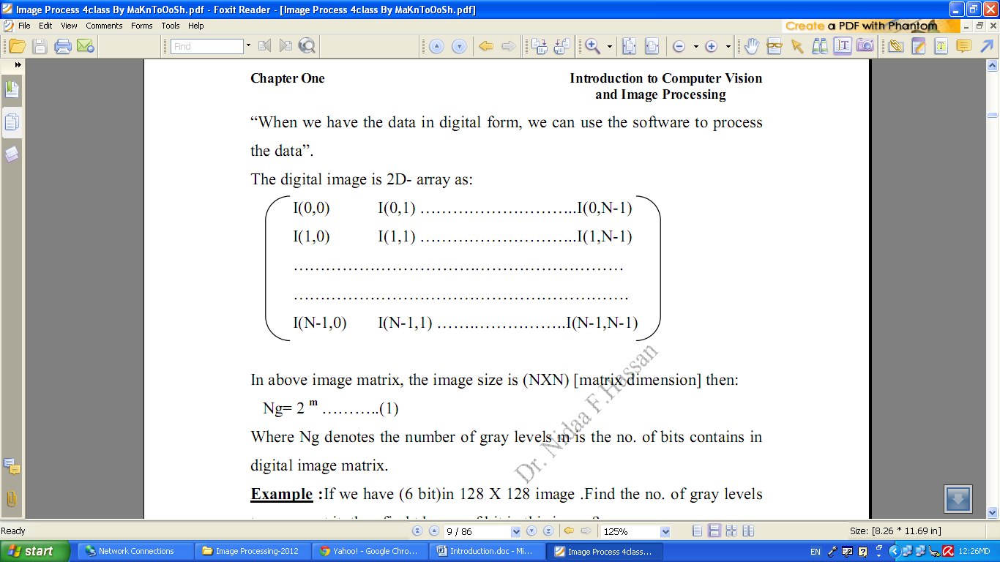 Image Process 4class By MaKnToOoSh.pdf - Foxit Reader - [Image Process 4class By MaKnToOoSh.pdf]
File Edit View Comments Forms Tools Help
Create a PDF with Phantom
Find
Chapter One Introduction to Computer Vision
and Image Processing
“When we have the data in digital form, we can use the software to process
the data”.
The digital image is 2D- array as:
I(0,0) I(0,1) ………………………..I(0,N-1)
I(1,0) I(1,1) ………………………..I(1,N-1)
……………………………………………………
…………………………………………………….
I(N-1,0) I(N-1,1) …………………….I(N-1,N-1)
In above image matrix, the image size is (NXN) [matrix dimension] then:
Ng= 2 m ………..(1)
Where Ng denotes the number of gray levels m is the no. of bits contains in
digital image matrix.
Example :If we have (6 bit)in 128 X 128 image .Find the no. of gray levels
Dr. Nidaa F.Hassan
Ready 9 / 86 125% Size: [8.26 * 11.69 in]
start Network Connections Image Processing-2012 Yahoo! - Google Chro... Introduction.doc - Mi... Image Process 4class... EN 12:26MD